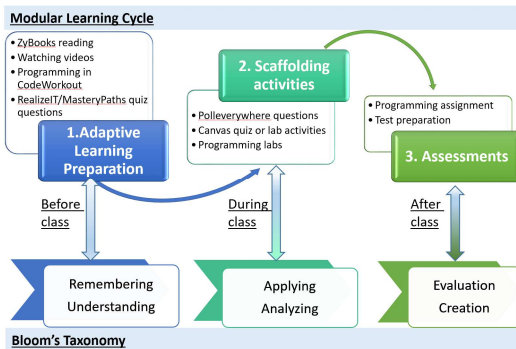 Modular Learning Cycle
• ZyBooks reading
• Watching videos
• Programming in
CodeWorkout
• RealizeIT/MasteryPaths quiz
questions
1.Adaptive
Learning
Preparation
2. Scaffolding
activities
• Polleverywhere questions
• Canvas quiz or lab activities
• Programming labs
• Programming assignment
• Test preparation
3. Assessments
Before
class
During
class
After
class
Remembering
Understanding
Applying
Analyzing
Evaluation
Creation
Bloom's Taxonomy